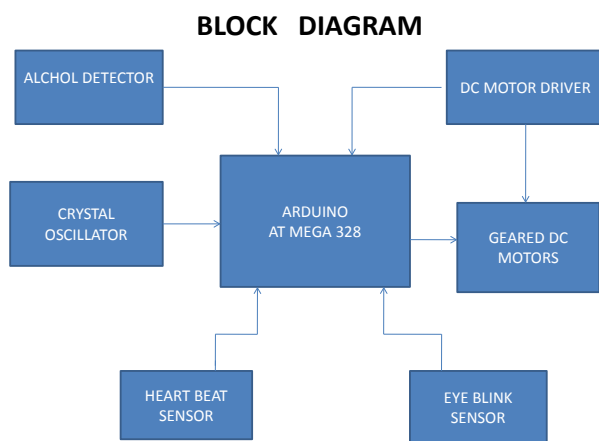 BLOCK DIAGRAM
ALCHOL DETECTOR
DC MOTOR DRIVER
CRYSTAL
OSCILLATOR
ARDUINO
AT MEGA 328
GEARED DC
MOTORS
HEART BEAT
SENSOR
EYE BLINK
SENSOR